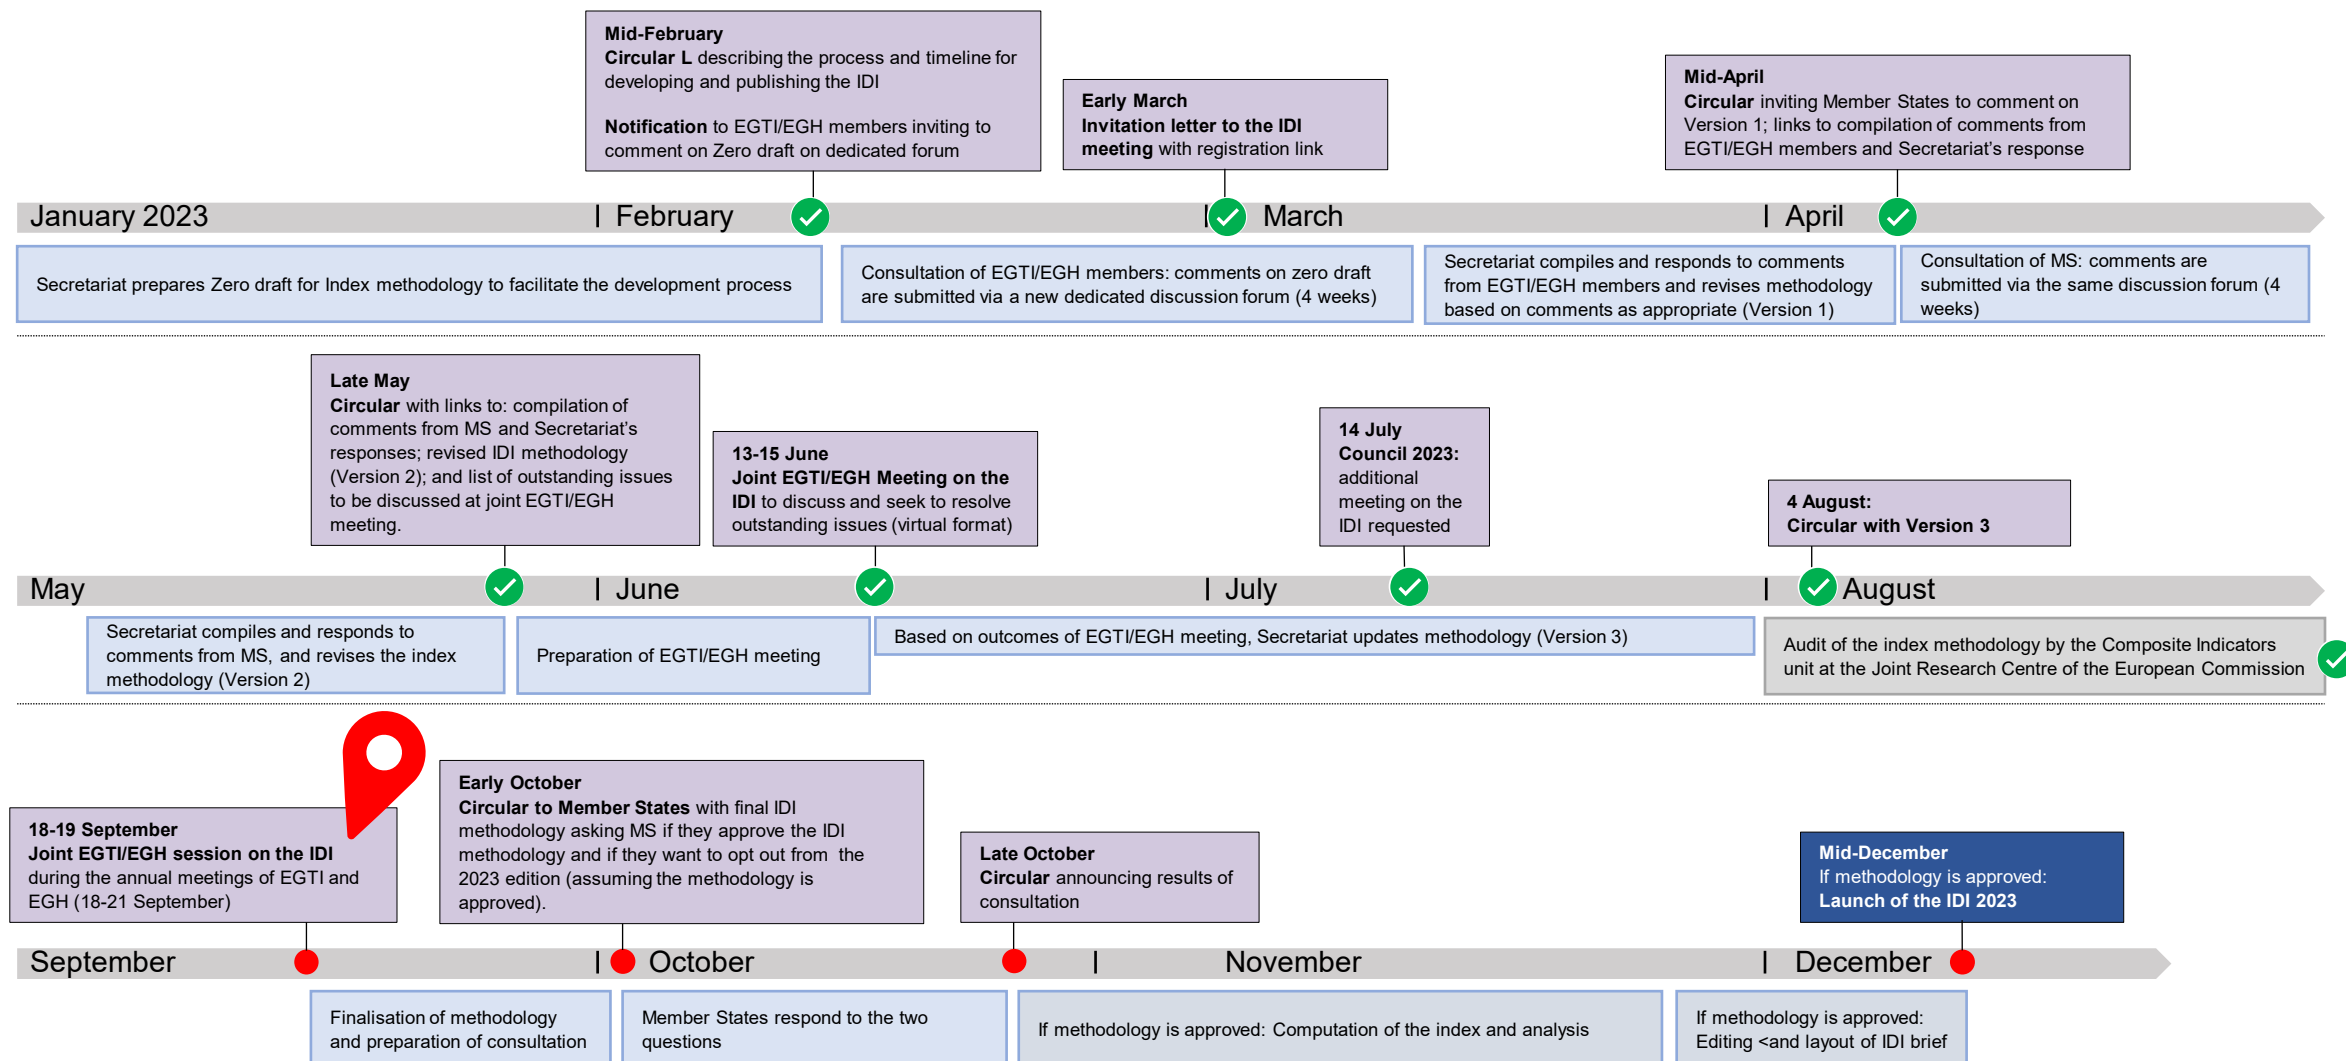 Mid-February
Circular L describing the process and timeline for
developing and publishing the IDI
Notification to EGTI/EGH members inviting to
comment on Zero draft on dedicated forum
Early March
Invitation letter to the IDI
meeting with registration link
Mid-April
Circular inviting Member States to comment on
Version 1; links to compilation of comments from
EGTI/EGH members and Secretariat's response
January 2023
February
March
April
Secretariat prepares Zero draft for Index methodology to facilitate the development process
Consultation of EGTI/EGH members: comments on zero draft
are submitted via a new dedicated discussion forum (4 weeks)
Secretariat compiles and responds to comments
from EGTI/EGH members and revises methodology
based on comments as appropriate (Version 1)
Consultation of MS: comments are
submitted via the same discussion forum (4
weeks)
Late May
Circular with links to: compilation of
comments from MS and Secretariat's
responses; revised IDI methodology
(Version 2); and list of outstanding issues
to be discussed at joint EGTI/EGH
meeting.
13-15 June
Joint EGTI/EGH Meeting on the
IDI to discuss and seek to resolve
outstanding issues (virtual format)
14 July
Council 2023:
additional
meeting on the
IDI requested
4 August:
Circular with Version 3
May
June
July
August
Secretariat compiles and responds to
comments from MS, and revises the index
methodology (Version 2)
Preparation of EGTI/EGH meeting
Based on outcomes of EGTI/EGH meeting, Secretariat updates methodology (Version 3)
Audit of the index methodology by the Composite Indicators
unit at the Joint Research Centre of the European Commission
18-19 September
Joint EGTI/EGH session on the IDI
during the annual meetings of EGTI and
EGH (18-21 September)
Early October
Circular to Member States with final IDI
methodology asking MS if they approve the IDI
methodology and if they want to opt out from the
2023 edition (assuming the methodology is
approved).
Late October
Circular announcing results of
consultation
Mid-December
If methodology is approved:
Launch of the IDI 2023
September
October
November
December
Finalisation of methodology
and preparation of consultation
Member States respond to the two
questions
If methodology is approved: Computation of the index and analysis
If methodology is approved:
Editing <and layout of IDI brief